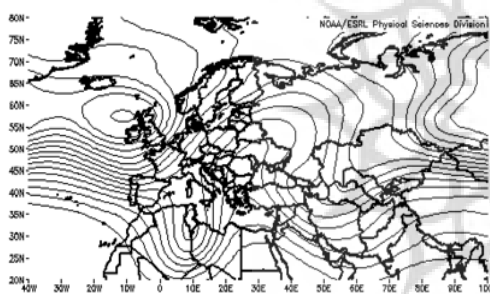 NOAA/ESRL Physical Sciences Division
80N
75N
70N
65N
60N
55N
50N
45N
40N
35N
30N
25N
20N
40W 30W 20W 10W 0 10E 20E 30E 40E 50E 60E 70E 80E 90E 100